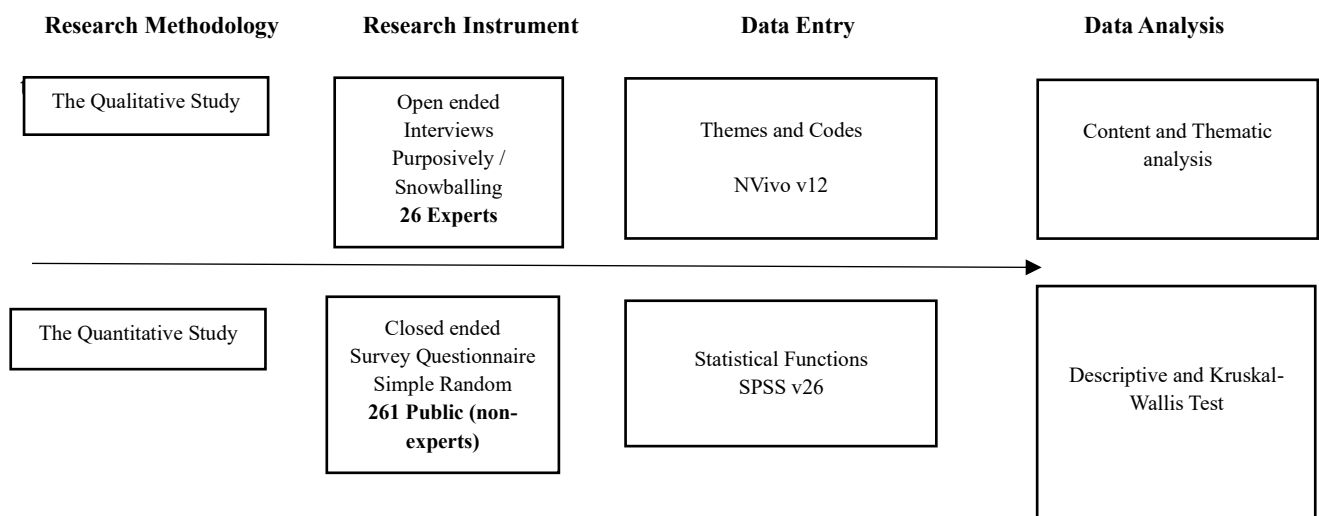 Research Methodology
Research Instrument
Data Entry
Data Analysis
The Qualitative Study
Open ended
Interviews
Purposively /
Snowballing
26 Experts
Themes and Codes
NVivo v12
Content and Thematic
analysis
The Quantitative Study
Closed ended
Survey Questionnaire
Simple Random
261 Public (non-
experts)
Statistical Functions
SPSS v26
Descriptive and Kruskal-
Wallis Test